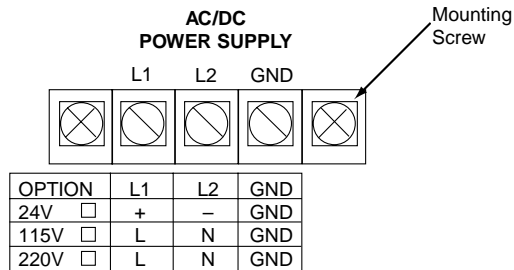 AC/DC
POWER SUPPLY
Mounting
Screw
L1 L2 GND
OPTION L1 L2 GND
24V + – GND
115V L N GND
220V L N GND